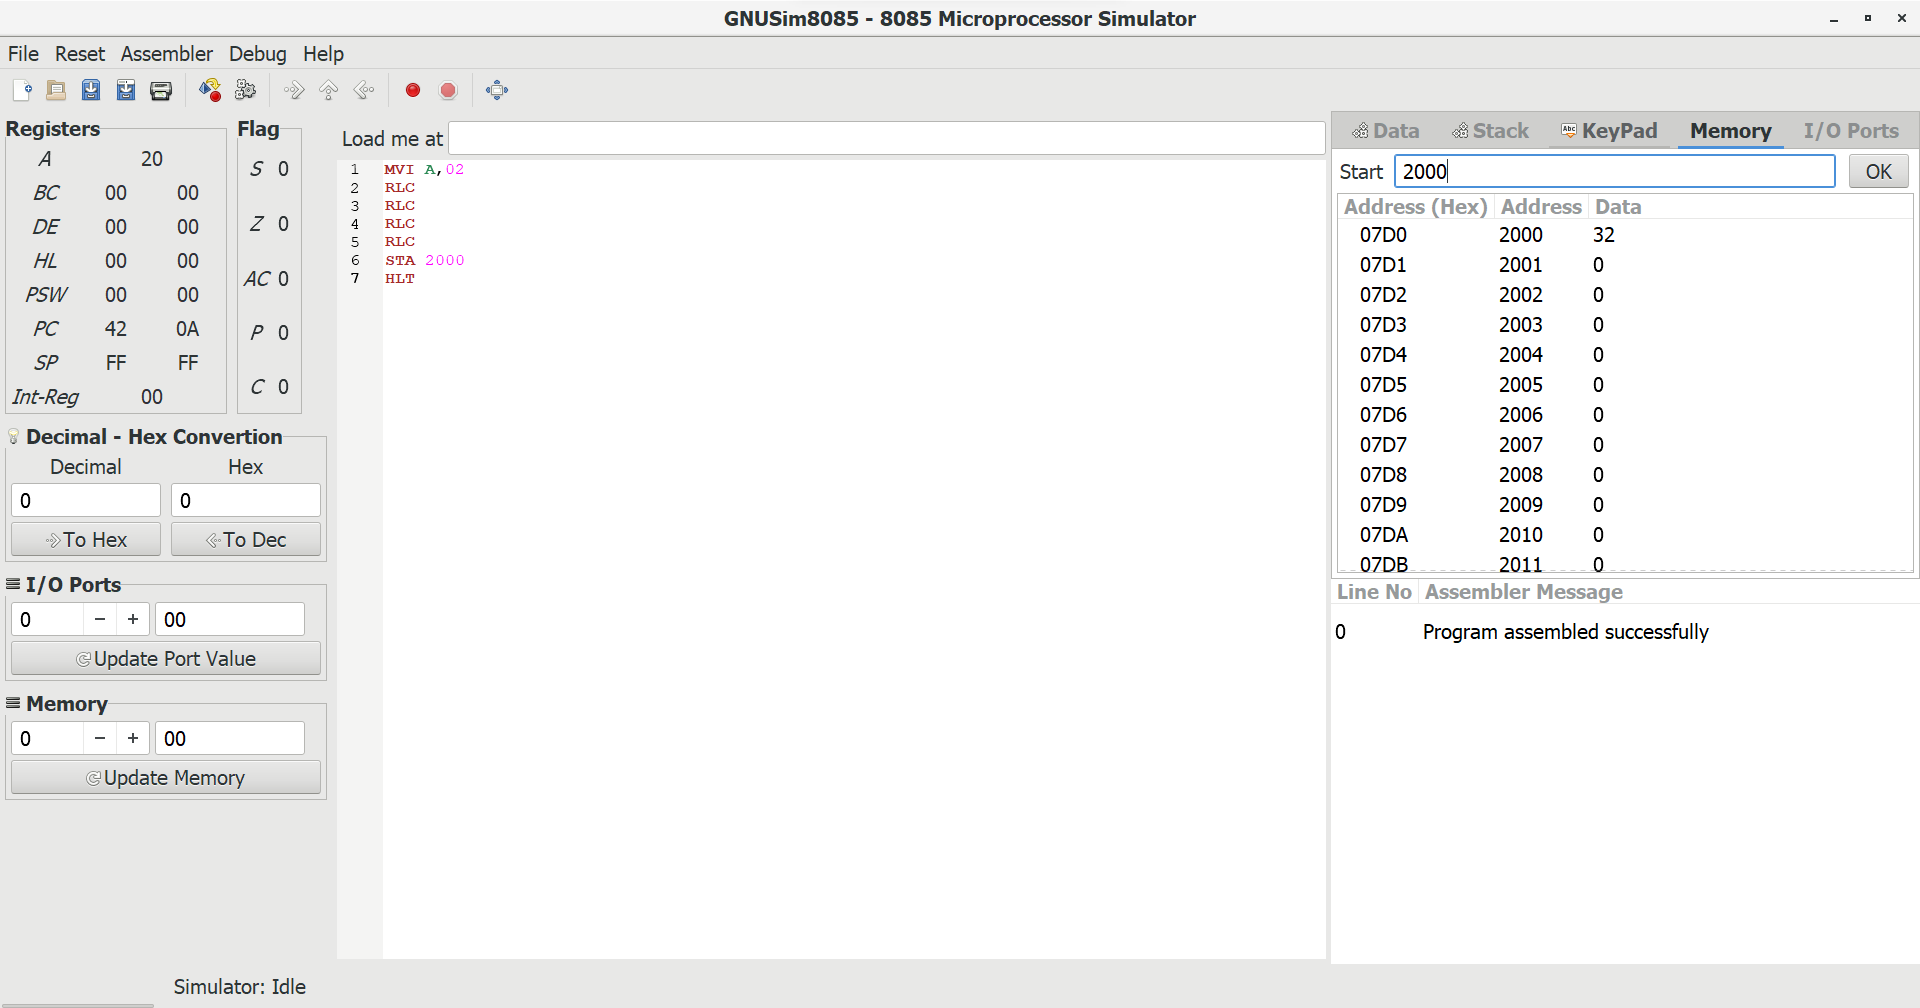 GNUSim8085 - 8085 Microprocessor Simulator
File Reset Assembler Debug Help
Registers
A 20
BC 00 00
DE 00 00
HL 00 00
PSW 00 00
PC 42 0A
SP FF FF
Int-Reg 00
Flag
S 0
Z 0
AC 0
P 0
C 0
Decimal - Hex Convertion
Decimal Hex
0 0
To Hex To Dec
I/O Ports
0 − + 00
Update Port Value
Memory
0 − + 00
Update Memory
Simulator: Idle
Load me at
1 MVI A,02
2 RLC
3 RLC
4 RLC
5 RLC
6 STA 2000
7 HLT
Data Stack Abc KeyPad Memory I/O Ports
Start 2000 OK
Address (Hex) Address Data
07D0 2000 32
07D1 2001 0
07D2 2002 0
07D3 2003 0
07D4 2004 0
07D5 2005 0
07D6 2006 0
07D7 2007 0
07D8 2008 0
07D9 2009 0
07DA 2010 0
07DB 2011 0
Line No Assembler Message
0 Program assembled successfully